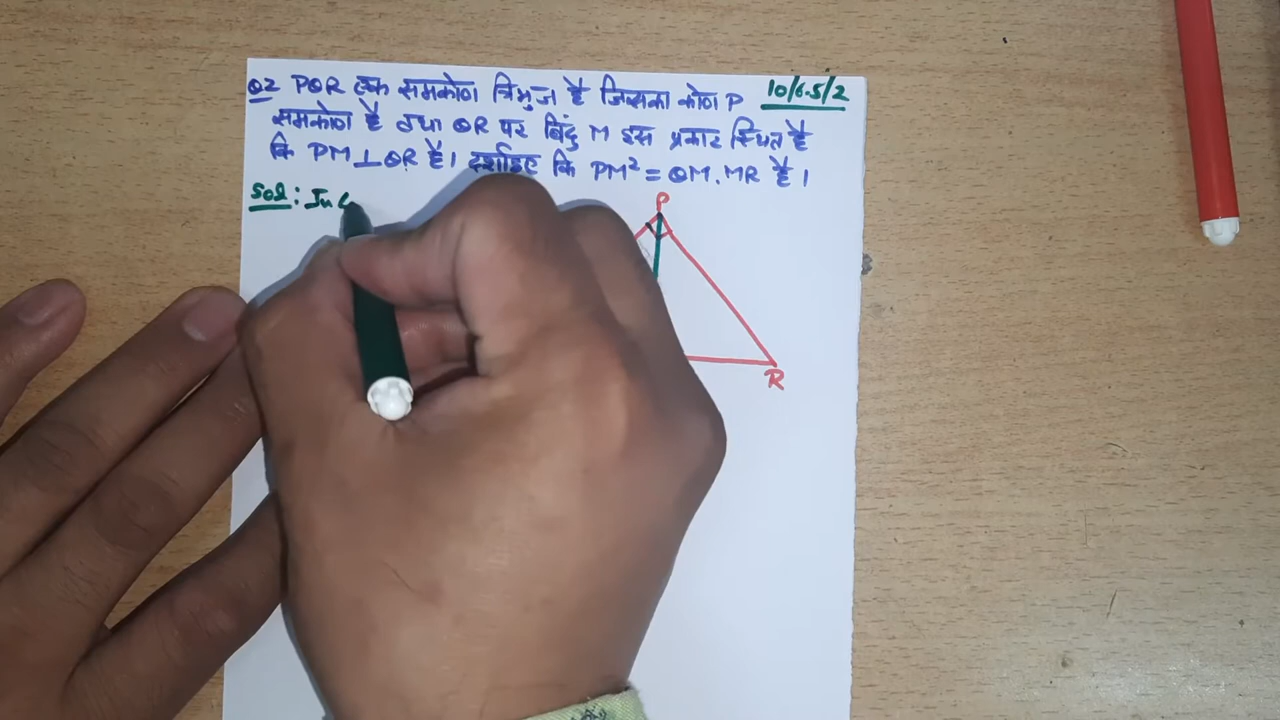 Q2 PQR एक समकोण त्रिभुज है जिसका कोण P 10/6.5/2
समकोण है तथा QR पर बिंदु M इस प्रकार स्थित है
कि PM⊥QR है। दर्शाइए कि PM² = QM.MR है।
Sol: In
P
R